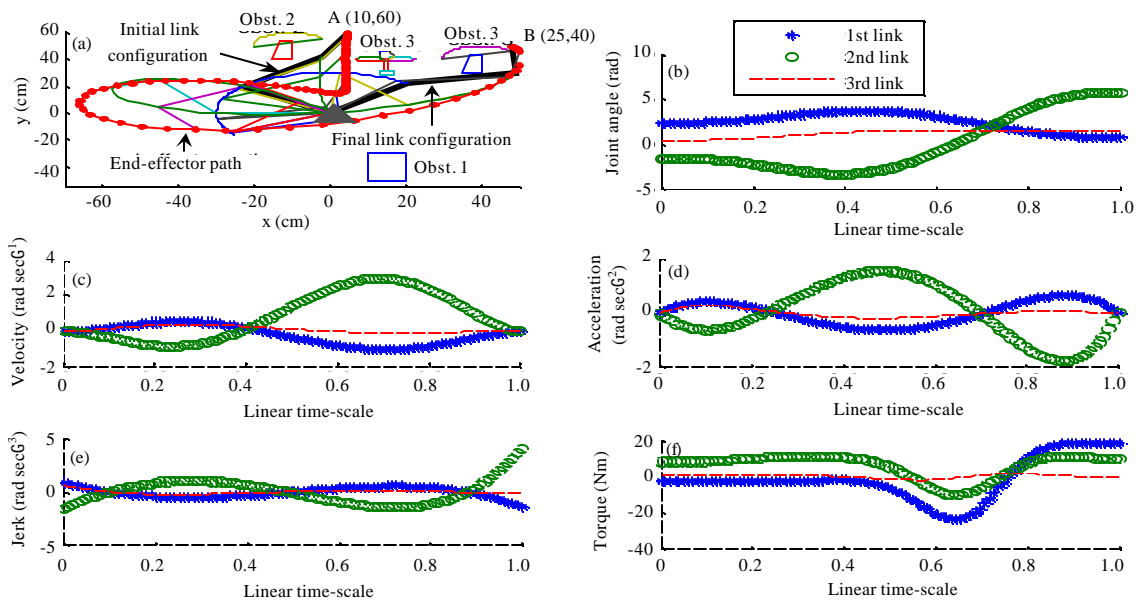 (a)
Initial link
configuration
Obst. 2
A (10,60)
Obst. 3
Obst. 3
B (25,40)
60
40
20
0
-20
-40
y (cm)
End-effector path
Final link configuration
Obst. 1
-60
-40
-20
0
20
40
x (cm)
1st link
2nd link
3rd link
(b)
10
5
0
-5
Joint angle (rad)
0
0.2
0.4
0.6
0.8
1.0
Linear time-scale
(c)
4
2
0
-2
Velocity (rad secG¹)
0
0.2
0.4
0.6
0.8
1.0
Linear time-scale
(d)
2
0
-2
Acceleration
(rad secG²)
0
0.2
0.4
0.6
0.8
1.0
Linear time-scale
(e)
5
0
-5
Jerk (rad secG³)
0
0.2
0.4
0.6
0.8
1.0
Linear time-scale
(f)
20
0
-20
-40
Torque (Nm)
0
0.2
0.4
0.6
0.8
1.0
Linear time-scale